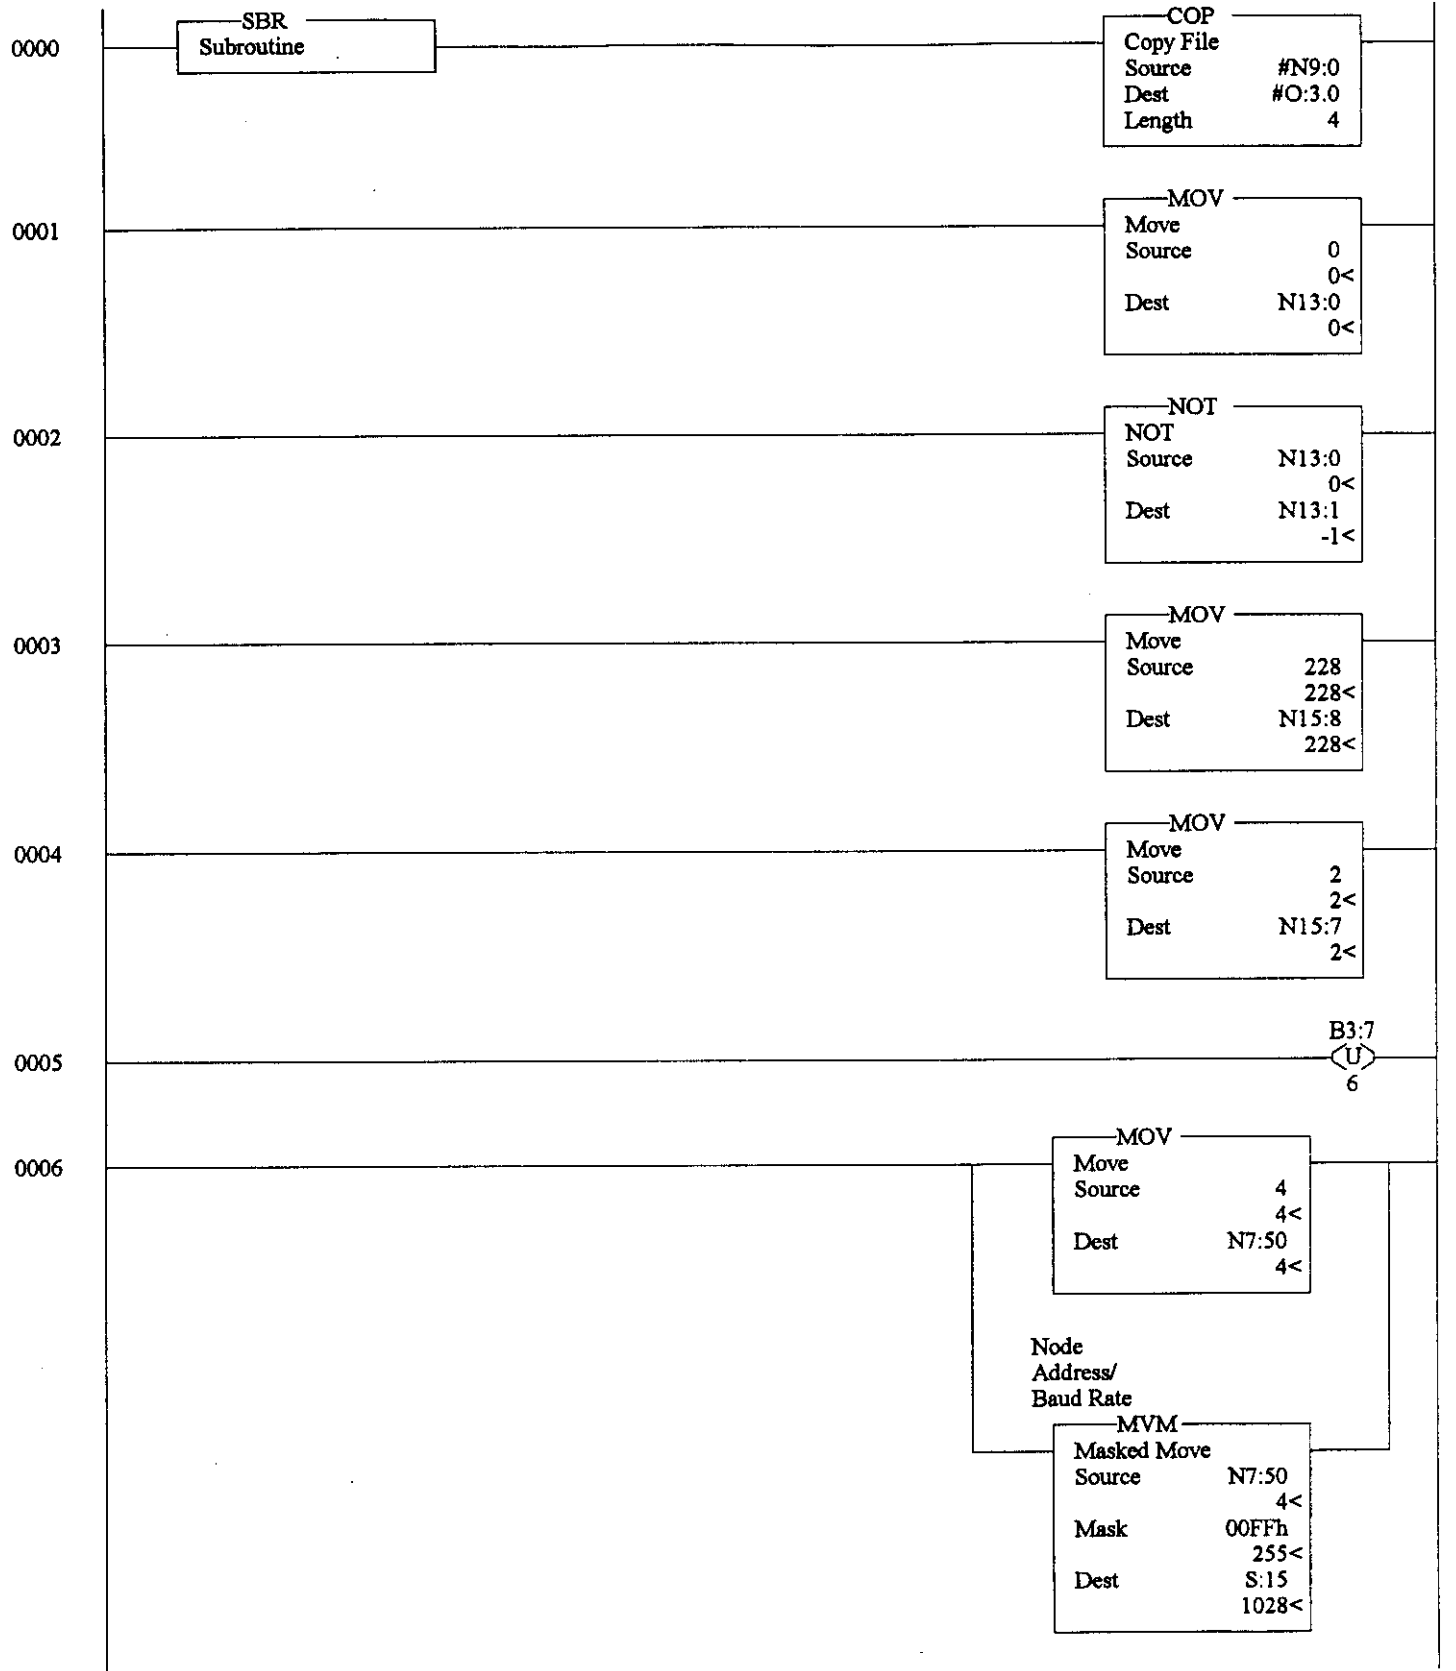 SBR
COP
0000
Subroutine
Copy File
Source #N9:0
Dest #O:3.0
Length 4
MOV
0001
Move
Source 0
0<
Dest N13:0
0<
NOT
0002
NOT
Source N13:0
0<
Dest N13:1
-1<
MOV
0003
Move
Source 228
228<
Dest N15:8
228<
MOV
0004
Move
Source 2
2<
Dest N15:7
2<
B3:7
0005
U
6
MOV
0006
Move
Source 4
4<
Dest N7:50
4<
Node
Address/
Baud Rate
MVM
Masked Move
Source N7:50
4<
Mask 00FFh
255<
Dest S:15
1028<